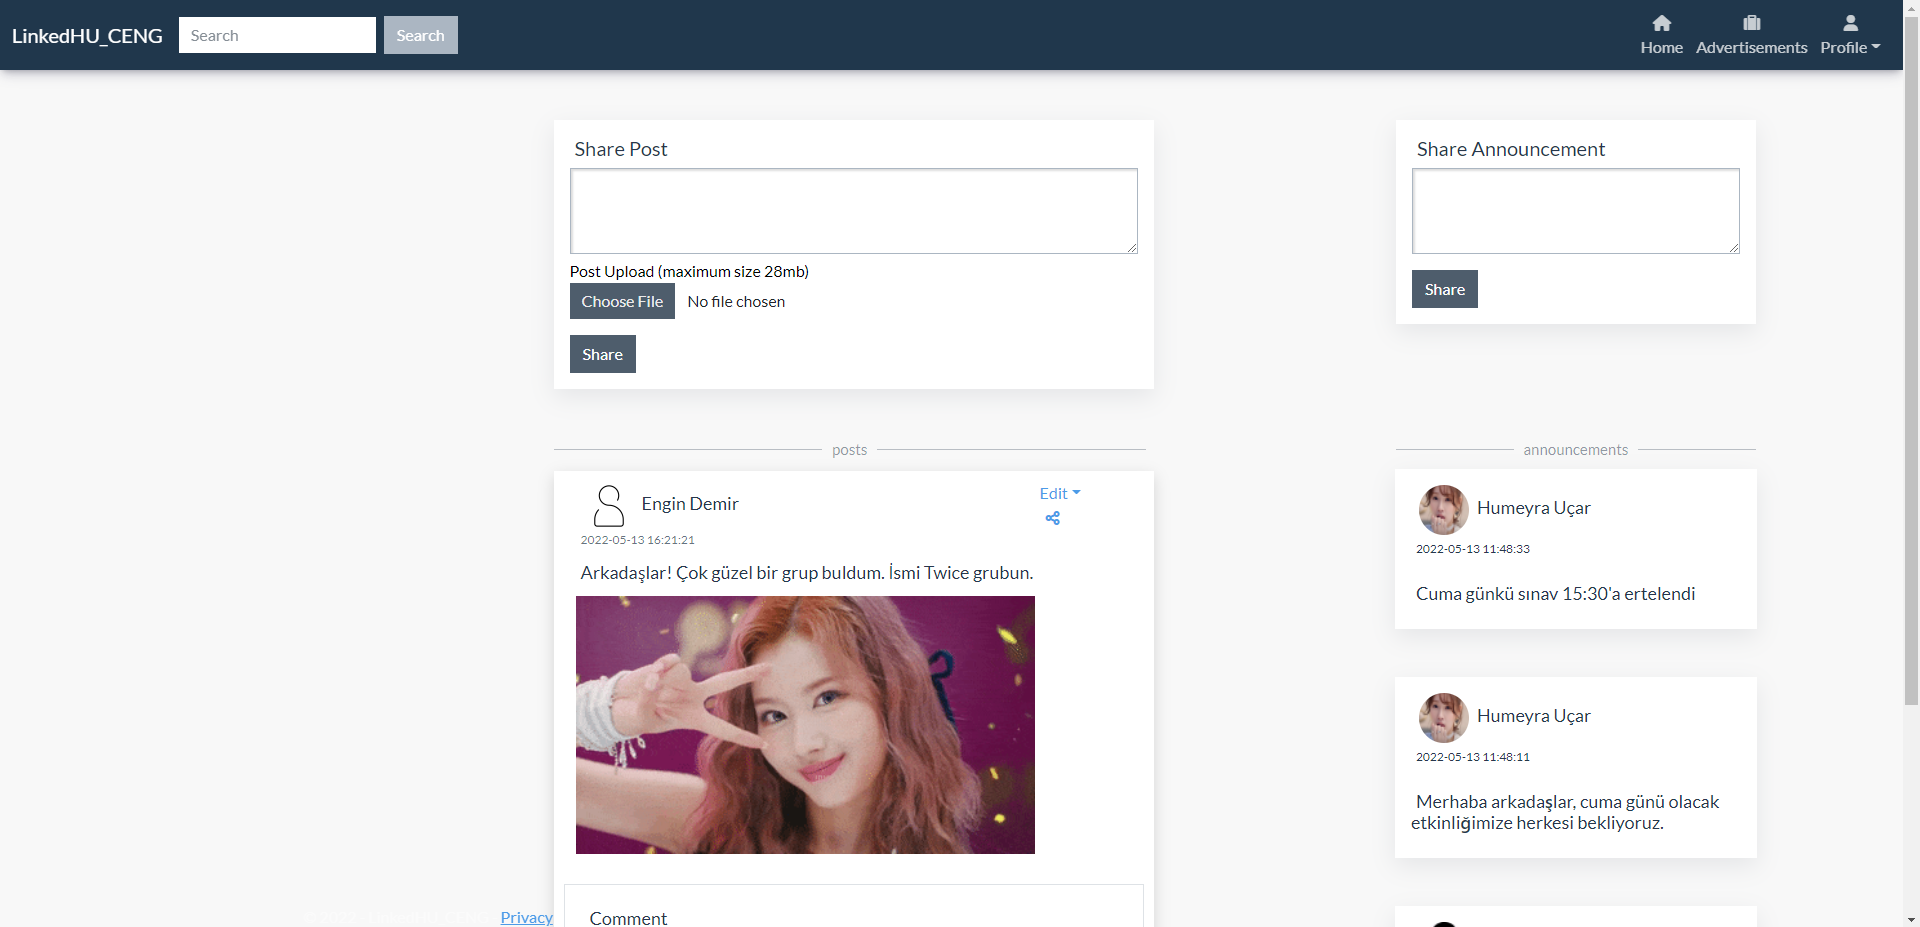 LinkedHU_CENG
Search
Search
Home
Advertisements
Profile
Share Post
Post Upload (maximum size 28mb)
Choose File No file chosen
Share
Share Announcement
Share
posts
Engin Demir
Edit
2022-05-13 16:21:21
Arkadaşlar! Çok güzel bir grup buldum. İsmi Twice grubun.
Comment
announcements
Humeyra Uçar
2022-05-13 11:48:33
Cuma günkü sınav 15:30'a ertelendi
Humeyra Uçar
2022-05-13 11:48:11
Merhaba arkadaşlar, cuma günü olacak
etkinliğimize herkesi bekliyoruz.
Privacy